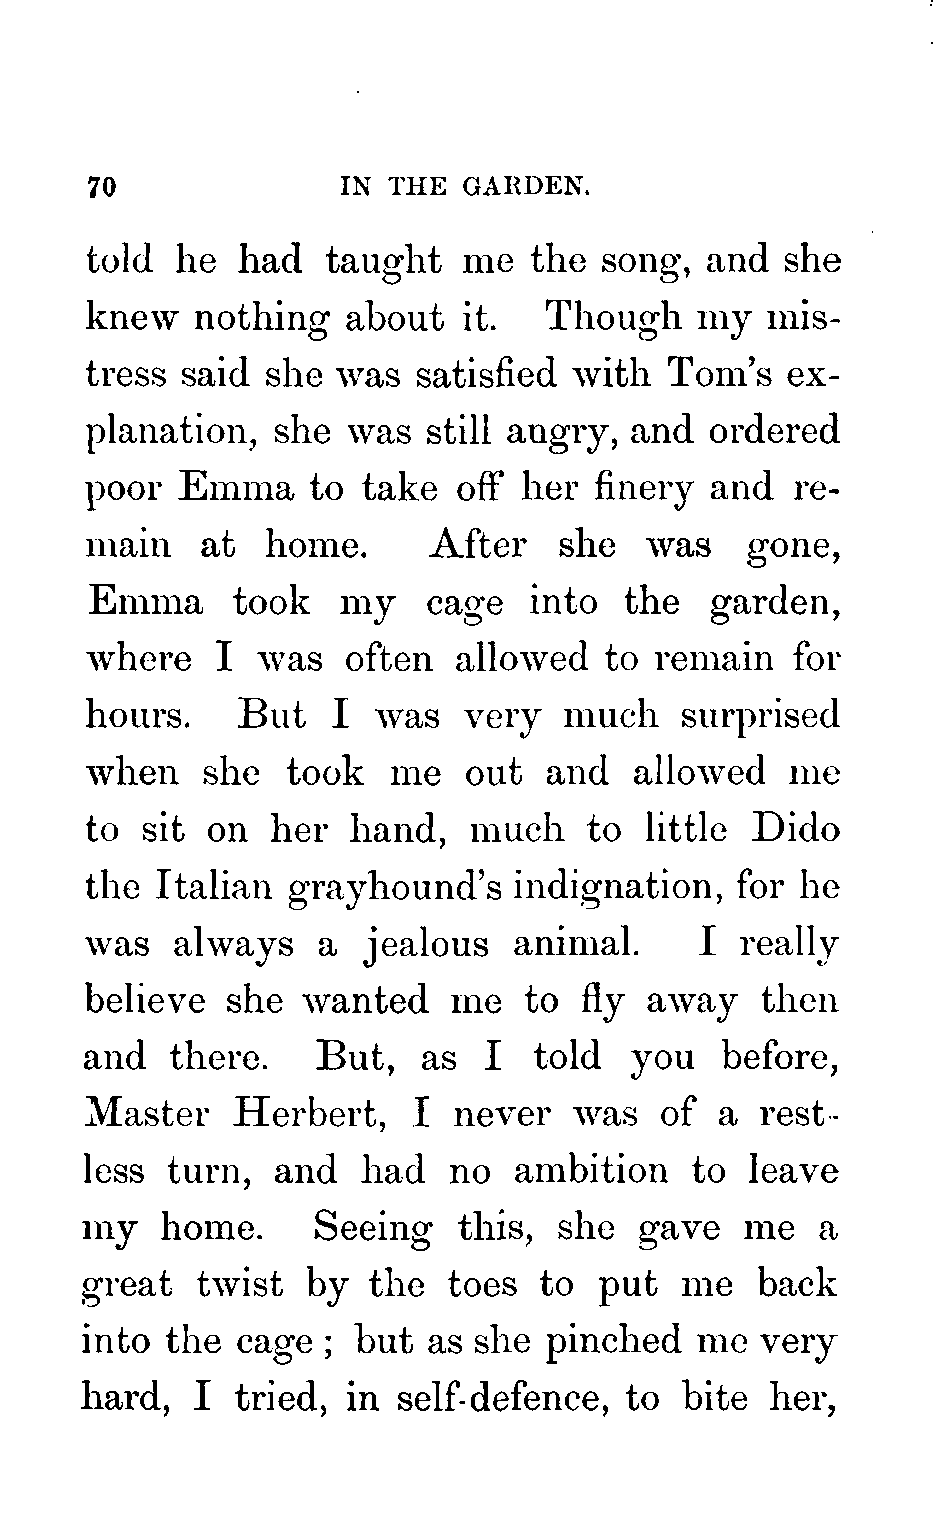 70 IN THE GARDEN.
told he had taught me the song, and she
knew nothing about it. Though my mis-
tress said she was satisfied with Tom's ex-
planation, she was still angry, and ordered
poor Emma to take off her finery and re-
main at home. After she was gone,
Emma took my cage into the garden,
where I was often allowed to remain for
hours. But I was very much surprised
when she took me out and allowed me
to sit on her hand, much to little Dido
the Italian grayhound's indignation, for he
was always a jealous animal. I really
believe she wanted me to fly away then
and there. But, as I told you before,
Master Herbert, I never was of a rest-
less turn, and had no ambition to leave
my home. Seeing this, she gave me a
great twist by the toes to put me back
into the cage ; but as she pinched me very
hard, I tried, in self-defence, to bite her,